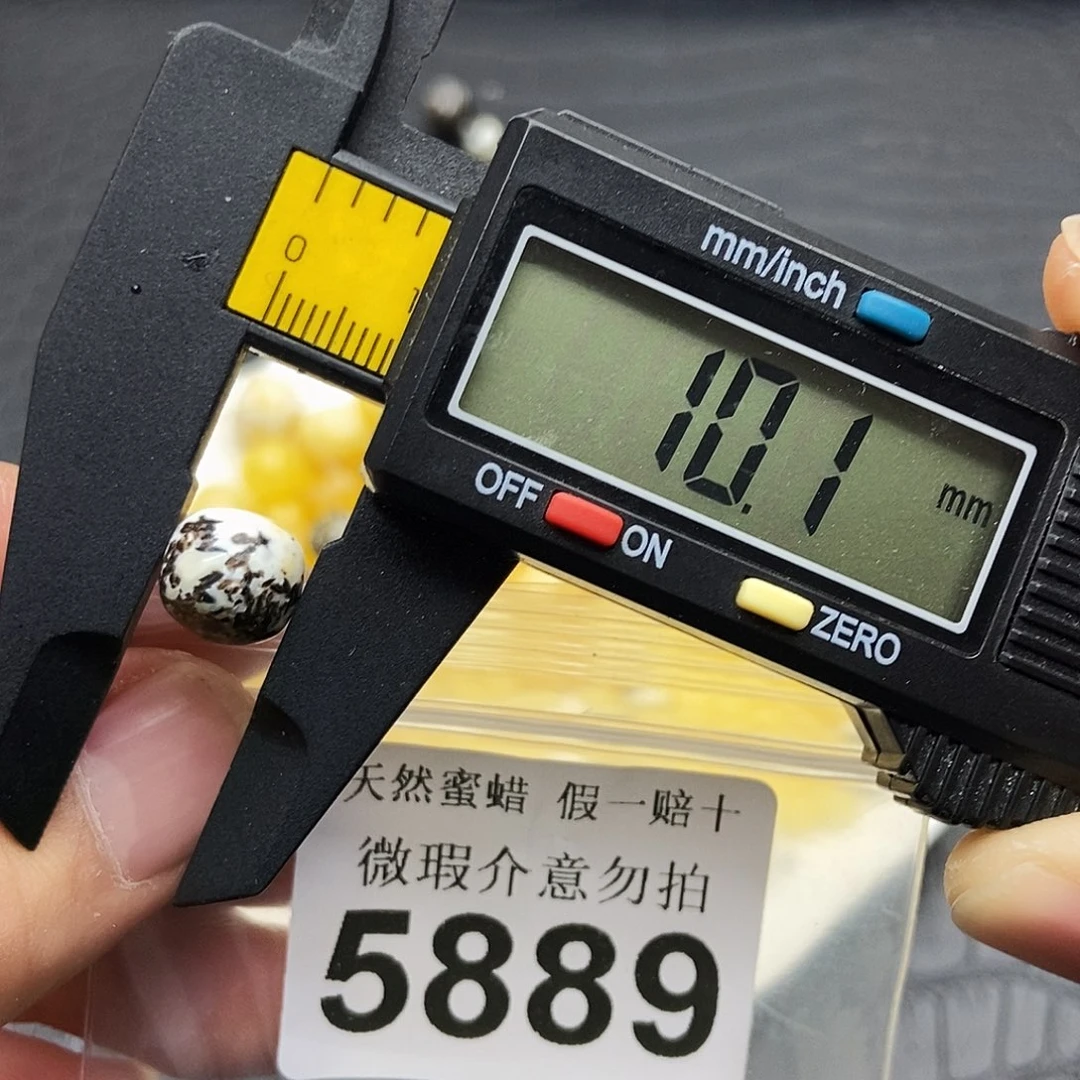 0
1
mm/inch
10.1 mm
OFF ON
ZERO
天然蜜蜡 假一赔十
微瑕介意勿拍
5889